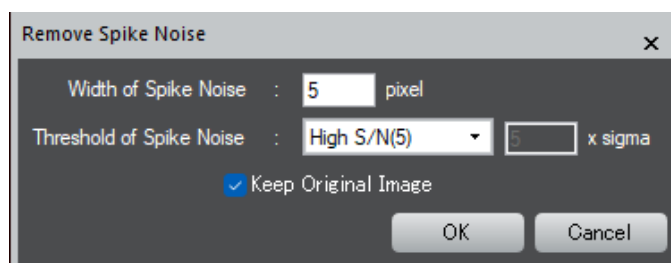 Remove Spike Noise
Width of Spike Noise : 5 pixel
Threshold of Spike Noise : High S/N(5) 5 x sigma
Keep Original Image
OK Cancel